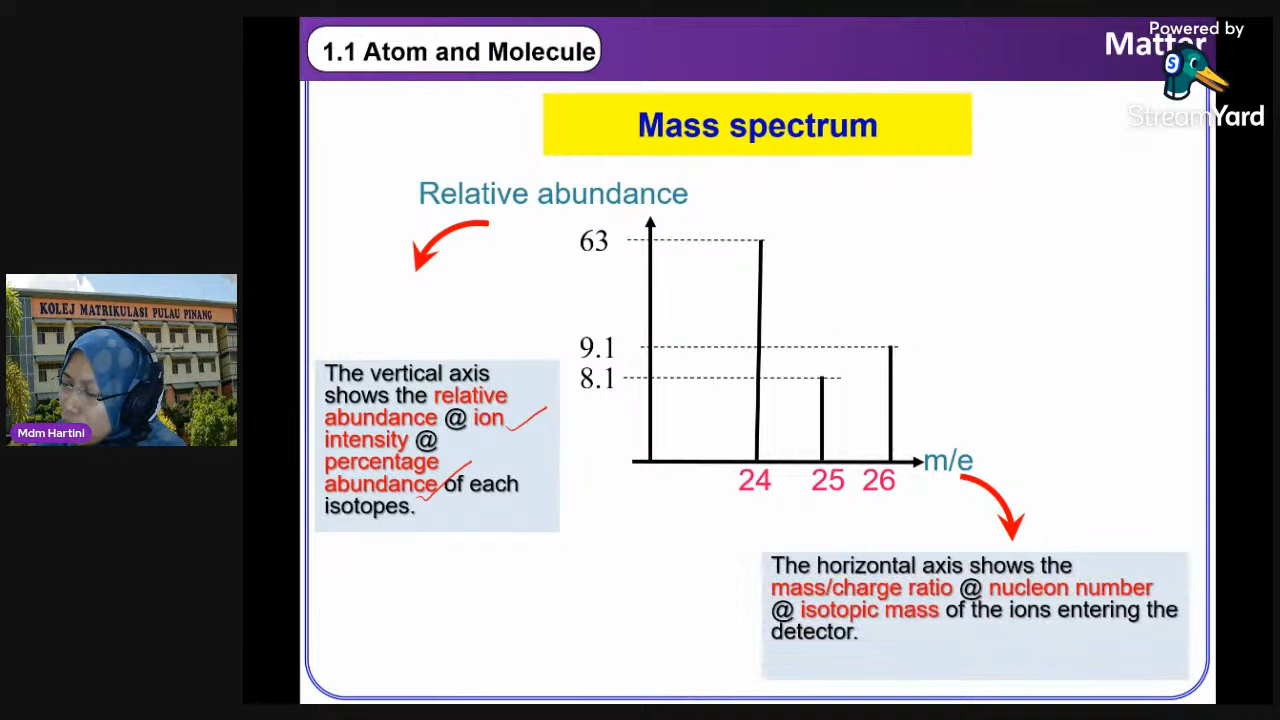 1.1 Atom and Molecule
Matter
Powered by
StreamYard
Mass spectrum
Relative abundance
63
9.1
8.1
24 25 26
m/e
The vertical axis
shows the relative
abundance @ ion
intensity @
percentage
abundance of each
isotopes.
The horizontal axis shows the
mass/charge ratio @ nucleon number
@ isotopic mass of the ions entering the
detector.
KOLEJ MATRIKULASI PULAU PINANG
Mdm Hartini